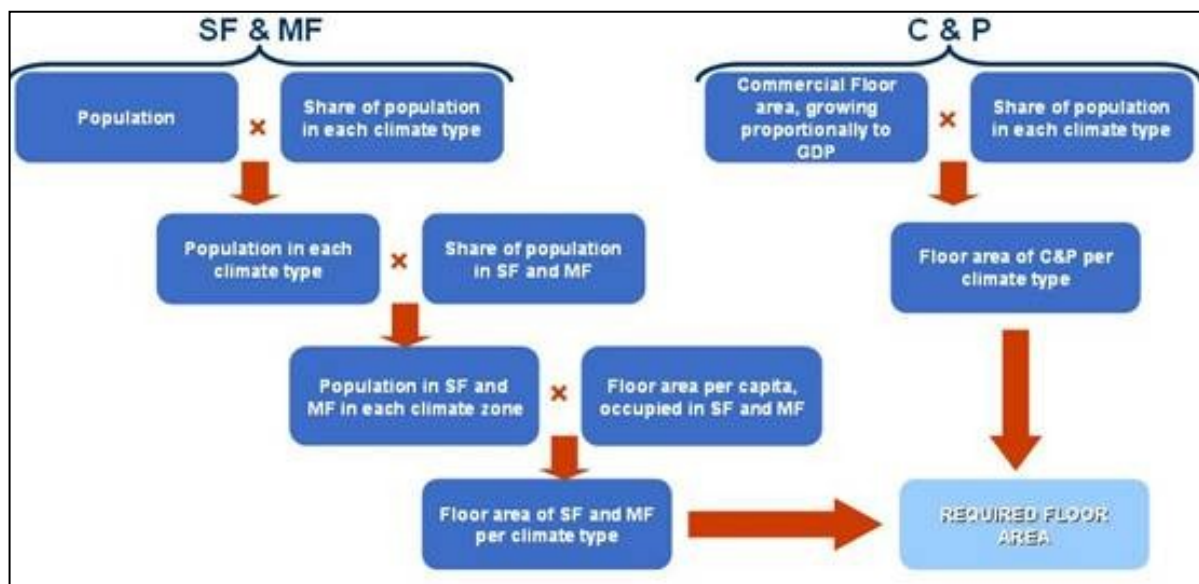 SF & MF
C & P
Population
×
Share of population
in each climate type
Commercial Floor
area, growing
proportionally to
GDP
×
Share of population
in each climate type
Population in each
climate type
×
Share of population
in SF and MF
Floor area of C&P per
climate type
Population in SF and
MF in each climate zone
×
Floor area per capita,
occupied in SF and MF
Floor area of SF and MF
per climate type
REQUIRED FLOOR
AREA